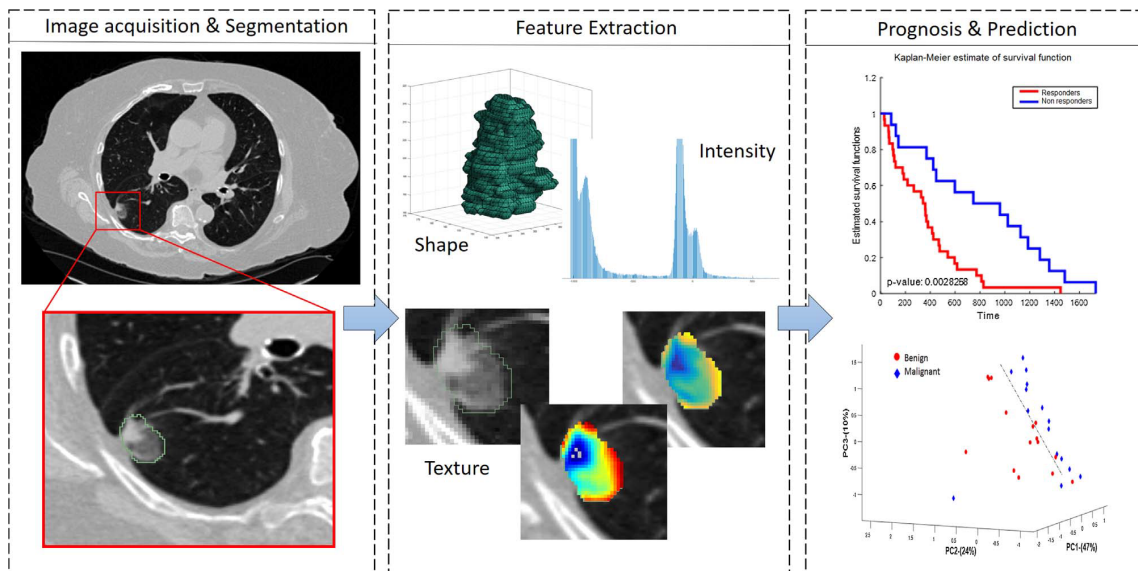 Image acquisition & Segmentation
Feature Extraction
Shape
Intensity
Texture
Prognosis & Prediction
Kaplan-Meier estimate of survival function
Responders
Non responders
Estimated survival functions
1.2
1
0.8
0.6
0.4
0.2
0
p-value: 0.0028258
0 200 400 600 800 1000 1200 1400 1600
Time
Benign
Malignant
PC3-(10%)
PC2-(24%)
PC1-(47%)